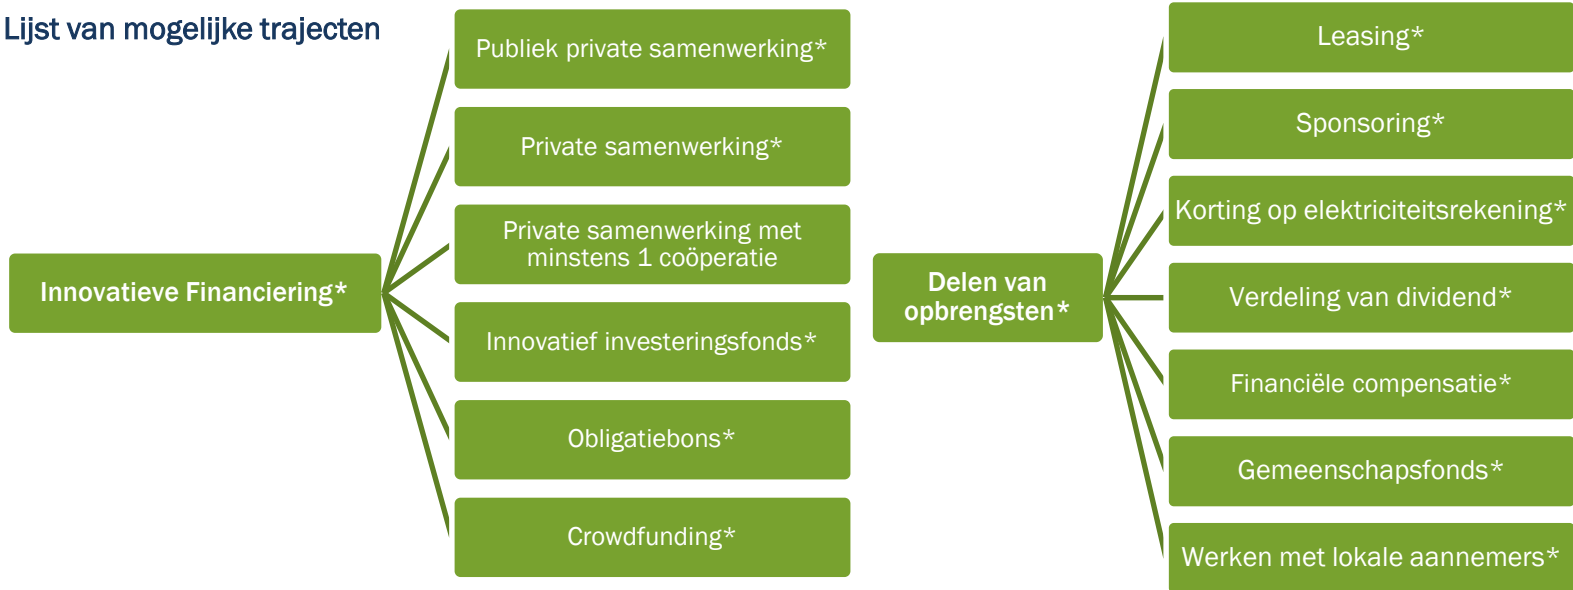 Lijst van mogelijke trajecten
Innovatieve Financiering*
Publiek private samenwerking*
Private samenwerking*
Private samenwerking met
minstens 1 coöperatie
Innovatief investeringsfonds*
Obligatiebons*
Crowdfunding*
Delen van
opbrengsten*
Leasing*
Sponsoring*
Korting op elektriciteitsrekening*
Verdeling van dividend*
Financiële compensatie*
Gemeenschapsfonds*
Werken met lokale aannemers*